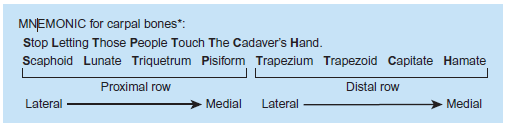 MNEMONIC for carpal bones*:
Stop Letting Those People Touch The Cadaver's Hand.
Scaphoid Lunate Triquetrum Pisiform Trapezium Trapezoid Capitate Hamate
Proximal row Distal row
Lateral Medial Lateral Medial